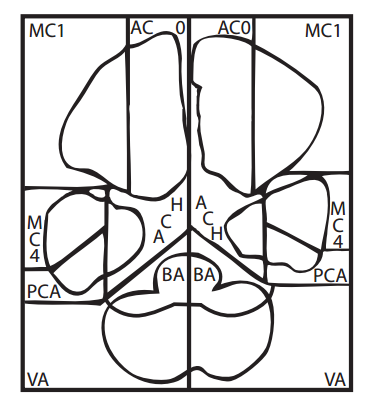 MC1 AC 0 AC0 MC1
H A
C C
A H
M
C
4
M
C
4
PCA PCA
BA BA
VA VA